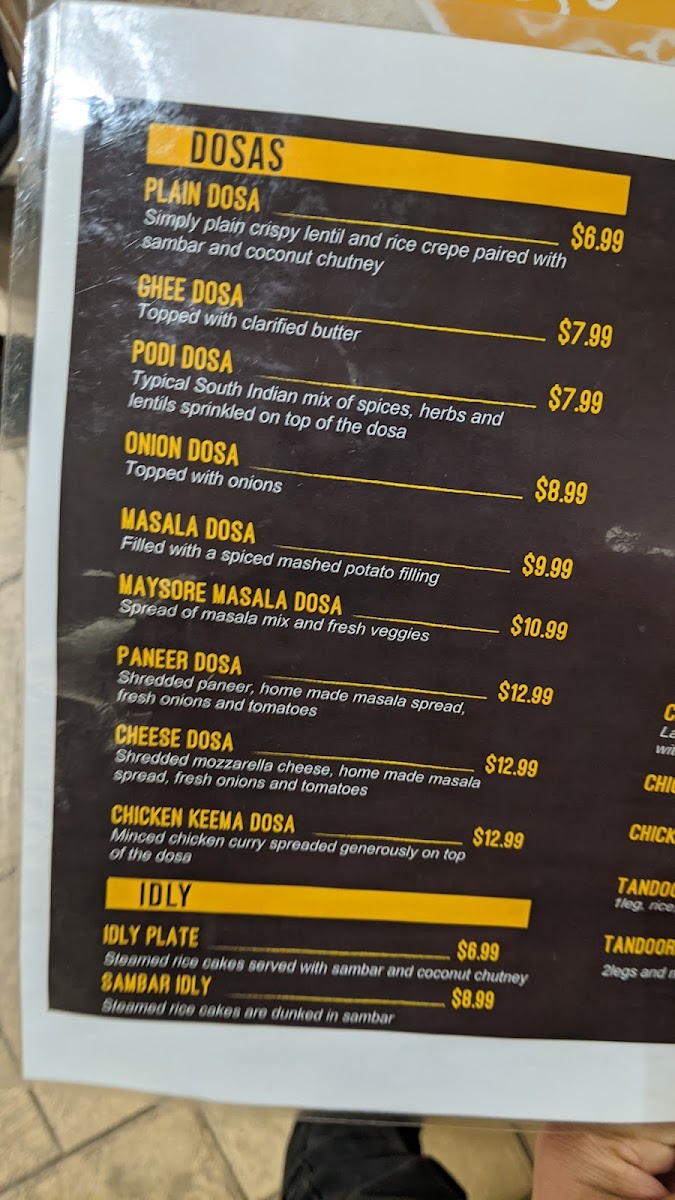 DOSAS
PLAIN DOSA $6.99
Simply plain crispy lentil and rice crepe paired with
sambar and coconut chutney
GHEE DOSA $7.99
Topped with clarified butter
PODI DOSA $7.99
Typical South Indian mix of spices, herbs and
lentils sprinkled on top of the dosa
ONION DOSA $8.99
Topped with onions
MASALA DOSA $9.99
Filled with a spiced mashed potato filling
MAYSORE MASALA DOSA $10.99
Spread of masala mix and fresh veggies
PANEER DOSA $12.99
Shredded paneer, home made masala spread,
fresh onions and tomatoes
CHEESE DOSA $12.99
Shredded mozzarella cheese, home made masala
spread, fresh onions and tomatoes
CHICKEN KEEMA DOSA $12.99
Minced chicken curry spreaded generously on top
of the dosa
IDLY
IDLY PLATE $6.99
Steamed rice cakes served with sambar and coconut chutney
SAMBAR IDLY $8.99
Steamed rice cakes are dunked in sambar
1leg, rice
2legs and